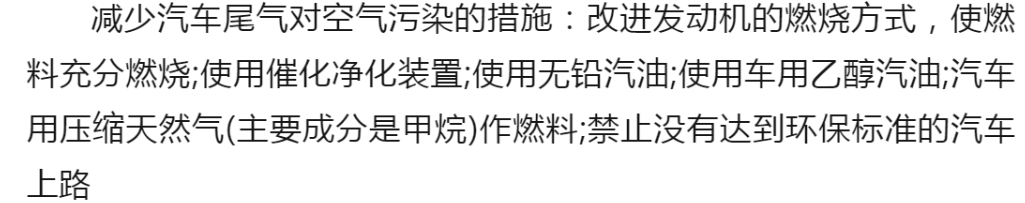 减少汽车尾气对空气污染的措施：改进发动机的燃烧方式，使燃
料充分燃烧;使用催化净化装置;使用无铅汽油;使用车用乙醇汽油;汽车
用压缩天然气(主要成分是甲烷)作燃料;禁止没有达到环保标准的汽车
上路